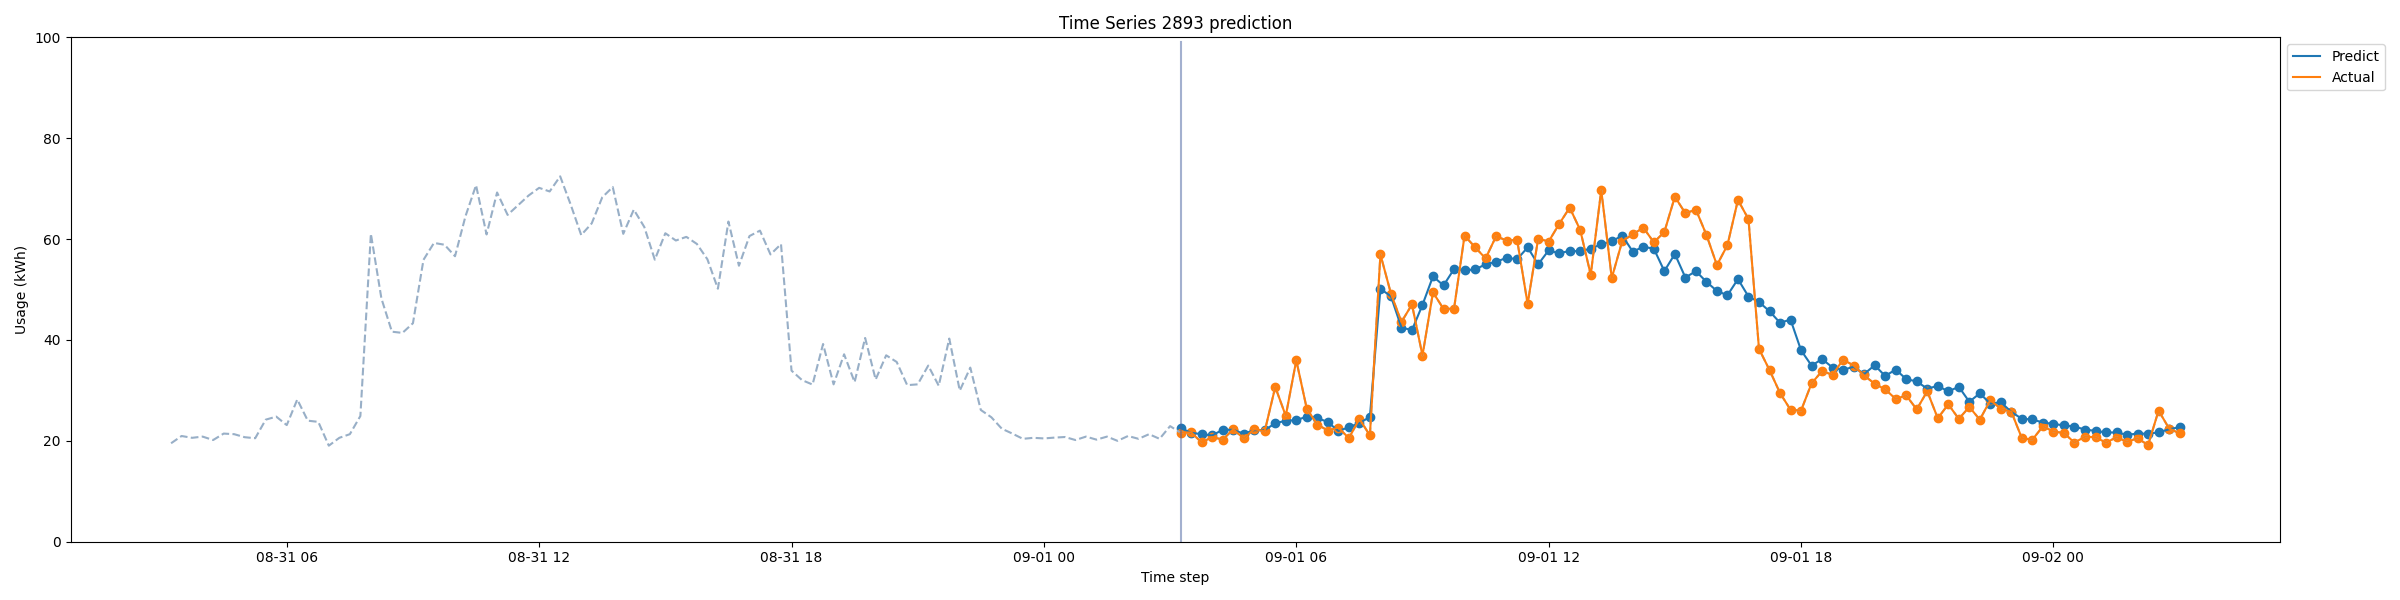 Time Series 2893 prediction
100
80
60
40
20
0
Usage (kWh)
08-31 06
08-31 12
08-31 18
09-01 00
09-01 06
09-01 12
09-01 18
09-02 00
Time step
Predict
Actual